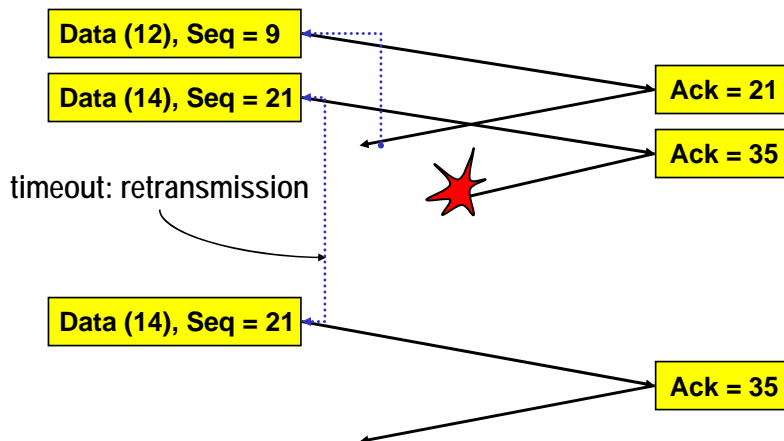 Data (12), Seq = 9
Data (14), Seq = 21
Ack = 21
Ack = 35
timeout: retransmission
Data (14), Seq = 21
Ack = 35